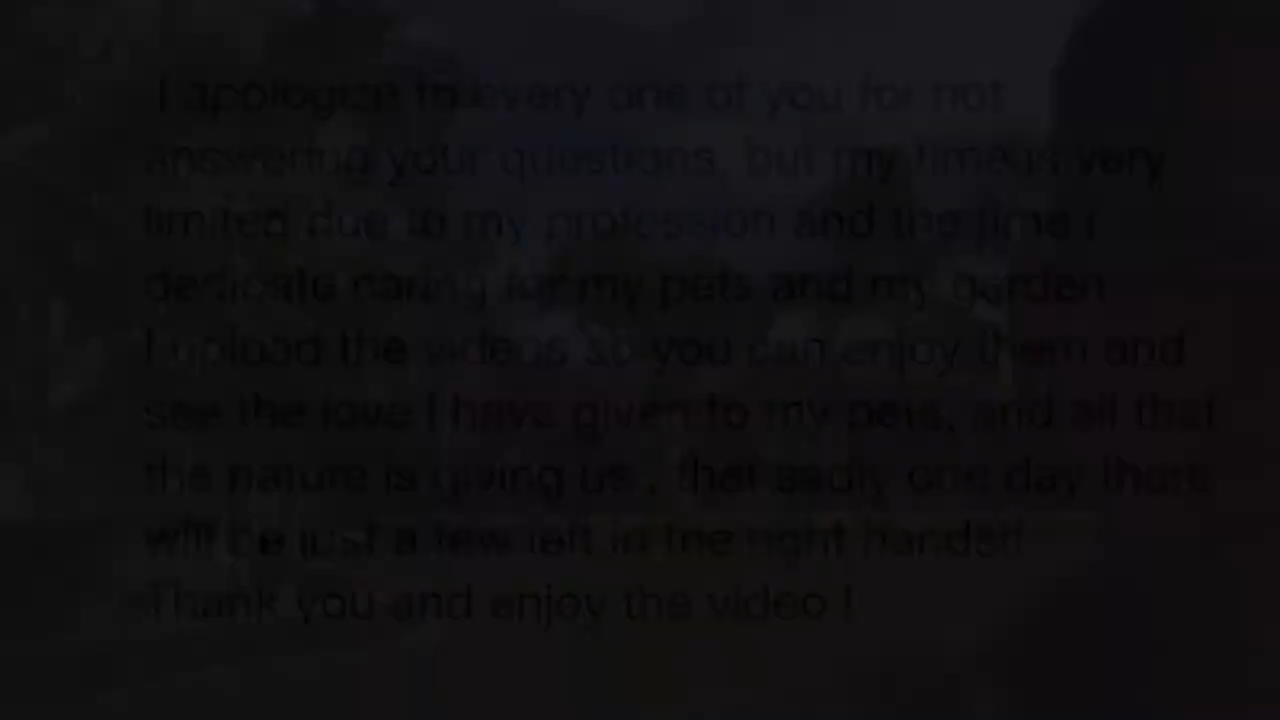 I apologize to every one of you for not
answering your questions, but my time is very
limited due to my profession and the time I
dedicate caring for my pets and my garden
I upload the videos so you can enjoy them and
see the love I have given to my pets, and all that
the nature is giving us , that sadly one day there
will be just a few left in the right hands!!
Thank you and enjoy the video !